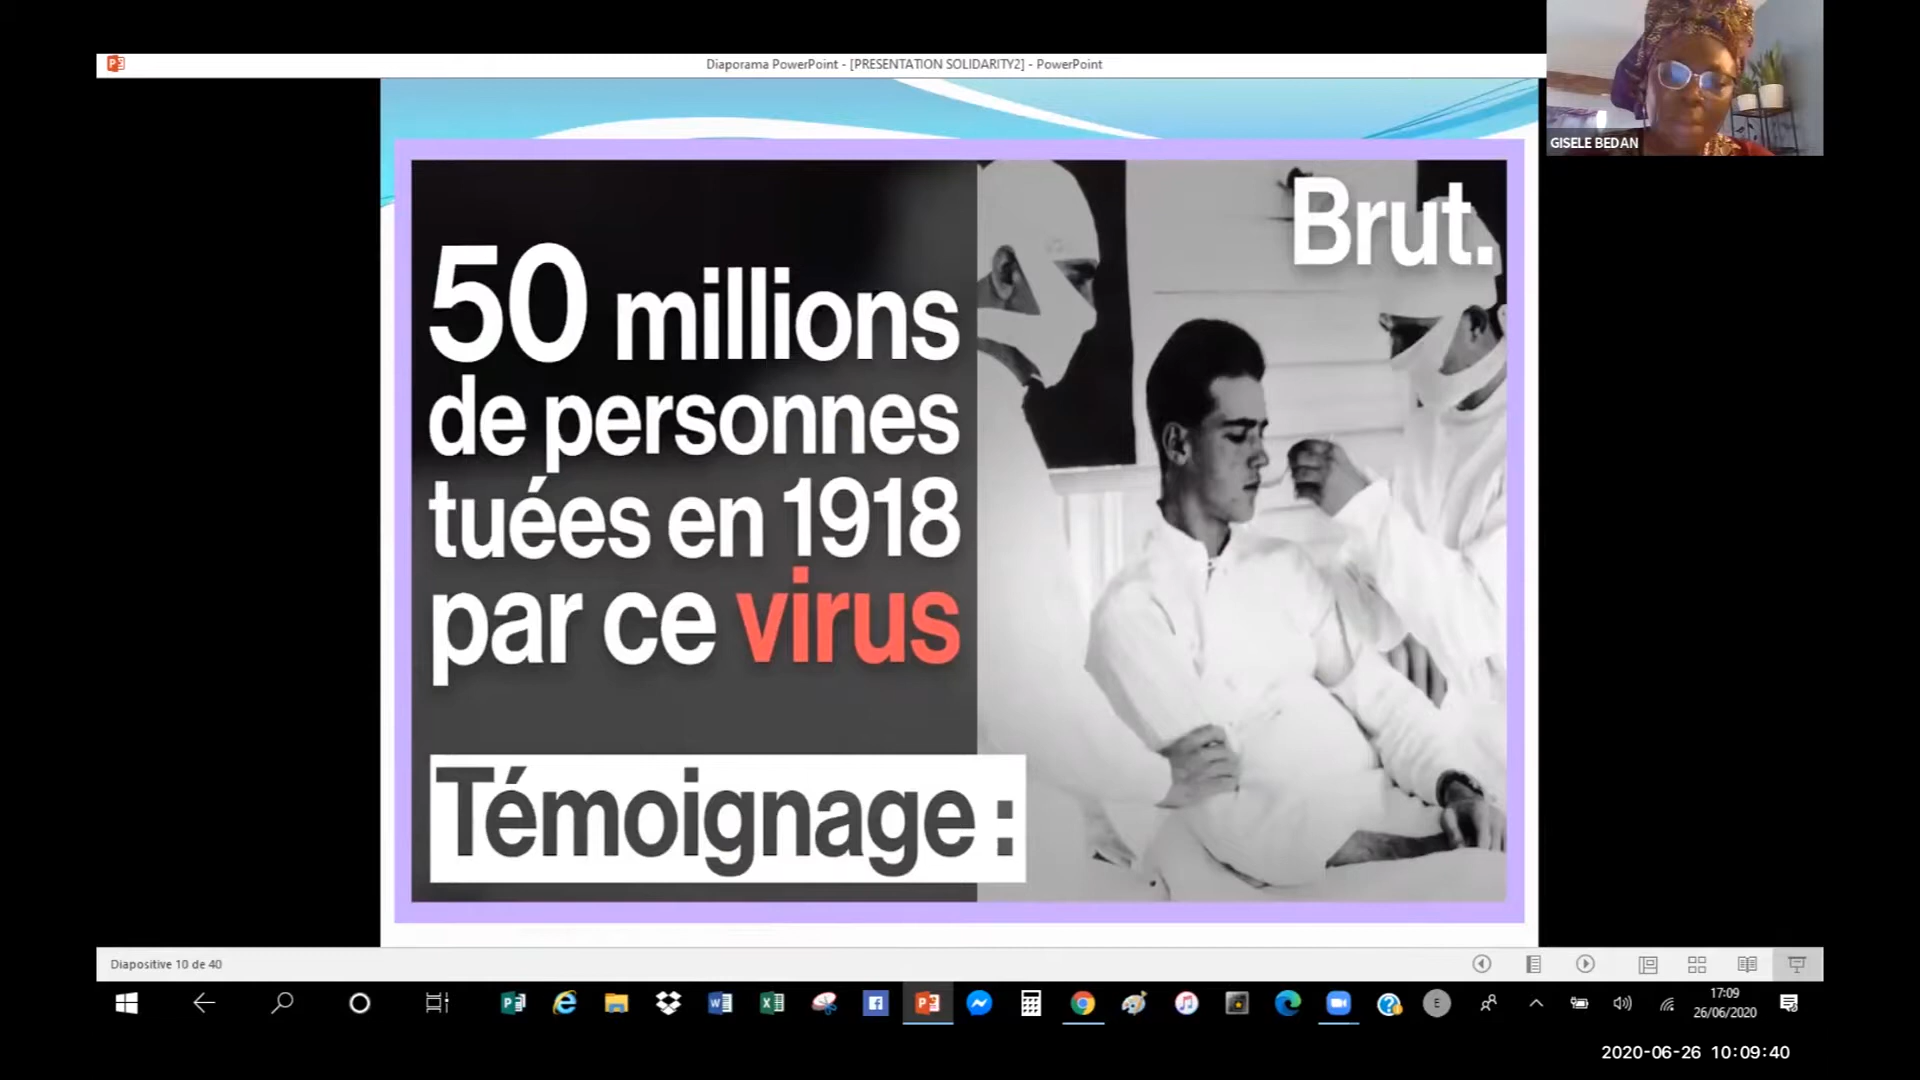 Diaporama PowerPoint - [PRESENTATION SOLIDARITY2] - PowerPoint
GISELE BEDAN
Brut.
50 millions
de personnes
tuées en 1918
par ce virus
Témoignage :
Diapositive 10 de 40
17:09
26/06/2020
2020-06-26 10:09:40